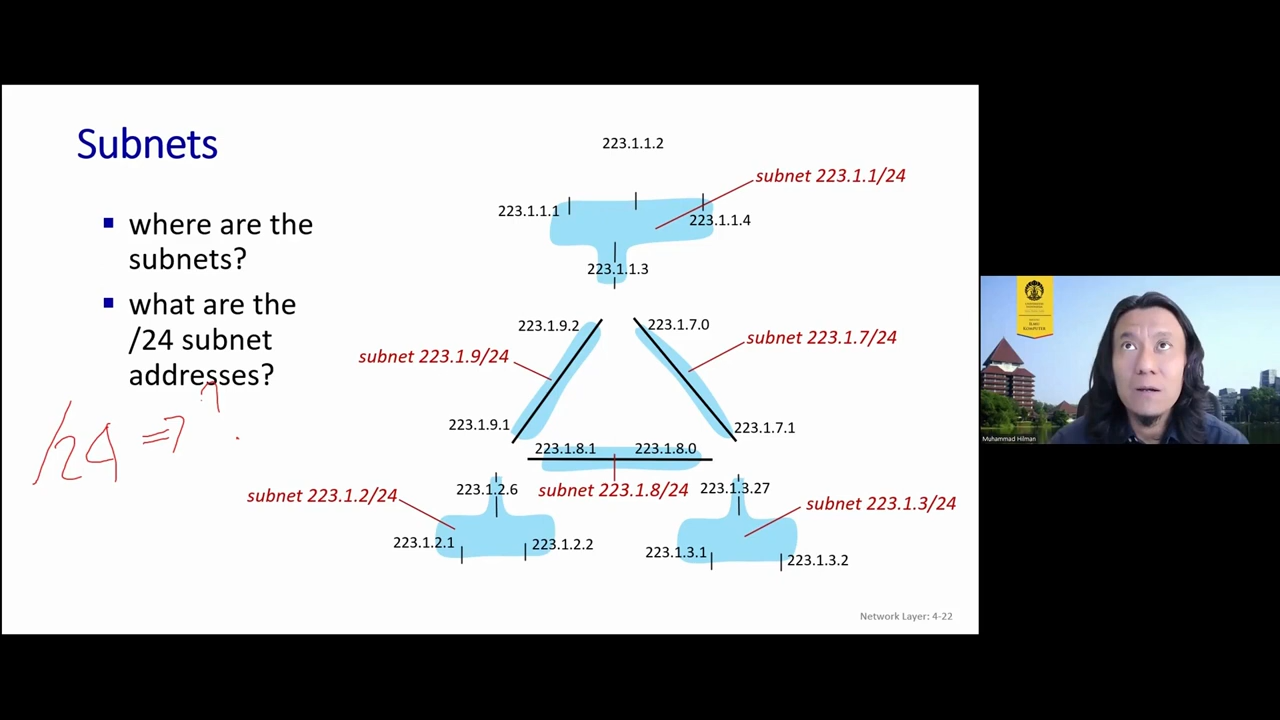 Subnets
where are the
subnets?
what are the
/24 subnet
addresses?
/24 => ?
223.1.1.2
subnet 223.1.1/24
223.1.1.1
223.1.1.4
223.1.1.3
223.1.9.2
223.1.7.0
subnet 223.1.9/24
subnet 223.1.7/24
223.1.9.1
223.1.7.1
223.1.8.1
223.1.8.0
223.1.2.6
subnet 223.1.8/24
223.1.3.27
subnet 223.1.2/24
subnet 223.1.3/24
223.1.2.1
223.1.2.2
223.1.3.1
223.1.3.2
Network Layer: 4-22
UNIVERSITAS
INDONESIA
FAKULTAS
ILMU
KOMPUTER
Muhammad Hilman